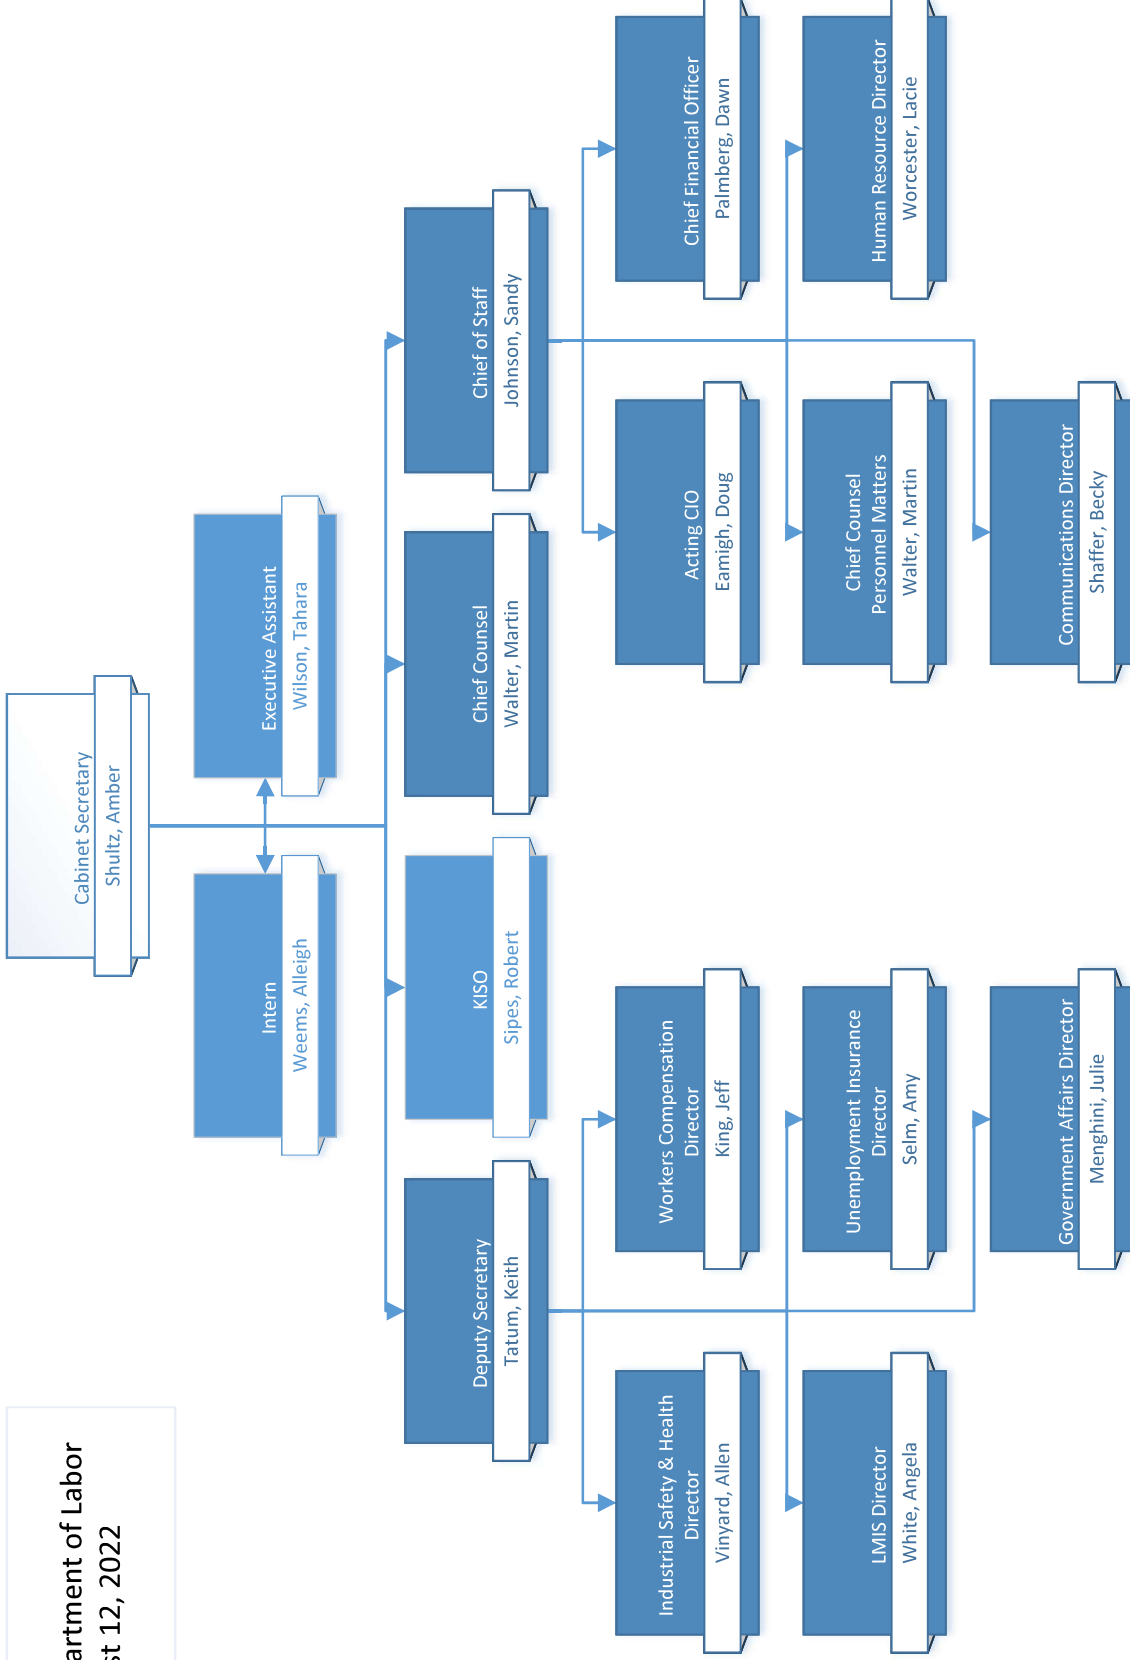 Cabinet Secretary
Shultz, Amber
Intern
Weems, Alleigh
Executive Assistant
Wilson, Tahara
Deputy Secretary
Tatum, Keith
KISO
Sipes, Robert
Chief Counsel
Walter, Martin
Chief of Staff
Johnson, Sandy
Industrial Safety & Health
Director
Vinyard, Allen
Workers Compensation
Director
King, Jeff
Acting CIO
Eamigh, Doug
Chief Financial Officer
Palmberg, Dawn
LMIS Director
White, Angela
Unemployment Insurance
Director
Selm, Amy
Chief Counsel
Personnel Matters
Walter, Martin
Human Resource Director
Worcester, Lacie
Government Affairs Director
Menghini, Julie
Communications Director
Shaffer, Becky
of Labor
12, 2022